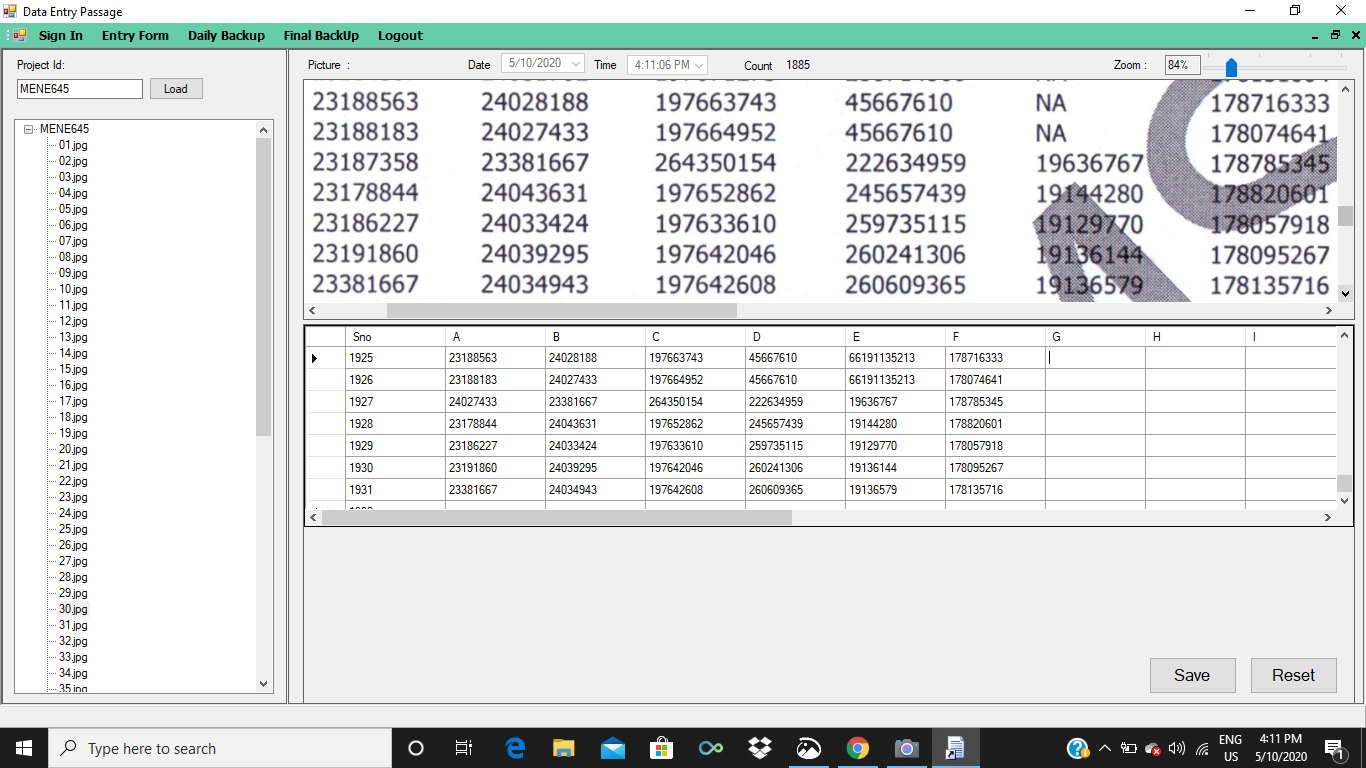 Data Entry Passage
Sign In Entry Form Daily Backup Final BackUp Logout
Project Id:
MENE645 Load
MENE645
01.jpg
02.jpg
03.jpg
04.jpg
05.jpg
06.jpg
07.jpg
08.jpg
09.jpg
10.jpg
11.jpg
12.jpg
13.jpg
14.jpg
15.jpg
16.jpg
17.jpg
18.jpg
19.jpg
20.jpg
21.jpg
22.jpg
23.jpg
24.jpg
25.jpg
26.jpg
27.jpg
28.jpg
29.jpg
30.jpg
31.jpg
32.jpg
33.jpg
34.jpg
35.jpg
Picture : Date 5/10/2020 Time 4:11:06 PM Count 1885 Zoom : 84%
23188563 24028188 197663743 45667610 NA 178716333
23188183 24027433 197664952 45667610 NA 178074641
23187358 23381667 264350154 222634959 19636767 178785345
23178844 24043631 197652862 245657439 19144280 178820601
23186227 24033424 197633610 259735115 19129770 178057918
23191860 24039295 197642046 260241306 19136144 178095267
23381667 24034943 197642608 260609365 19136579 178135716
Sno A B C D E F G H I
1925 23188563 24028188 197663743 45667610 66191135213 178716333
1926 23188183 24027433 197664952 45667610 66191135213 178074641
1927 24027433 23381667 264350154 222634959 19636767 178785345
1928 23178844 24043631 197652862 245657439 19144280 178820601
1929 23186227 24033424 197633610 259735115 19129770 178057918
1930 23191860 24039295 197642046 260241306 19136144 178095267
1931 23381667 24034943 197642608 260609365 19136579 178135716
Save Reset
Type here to search
ENG
US
4:11 PM
5/10/2020
1